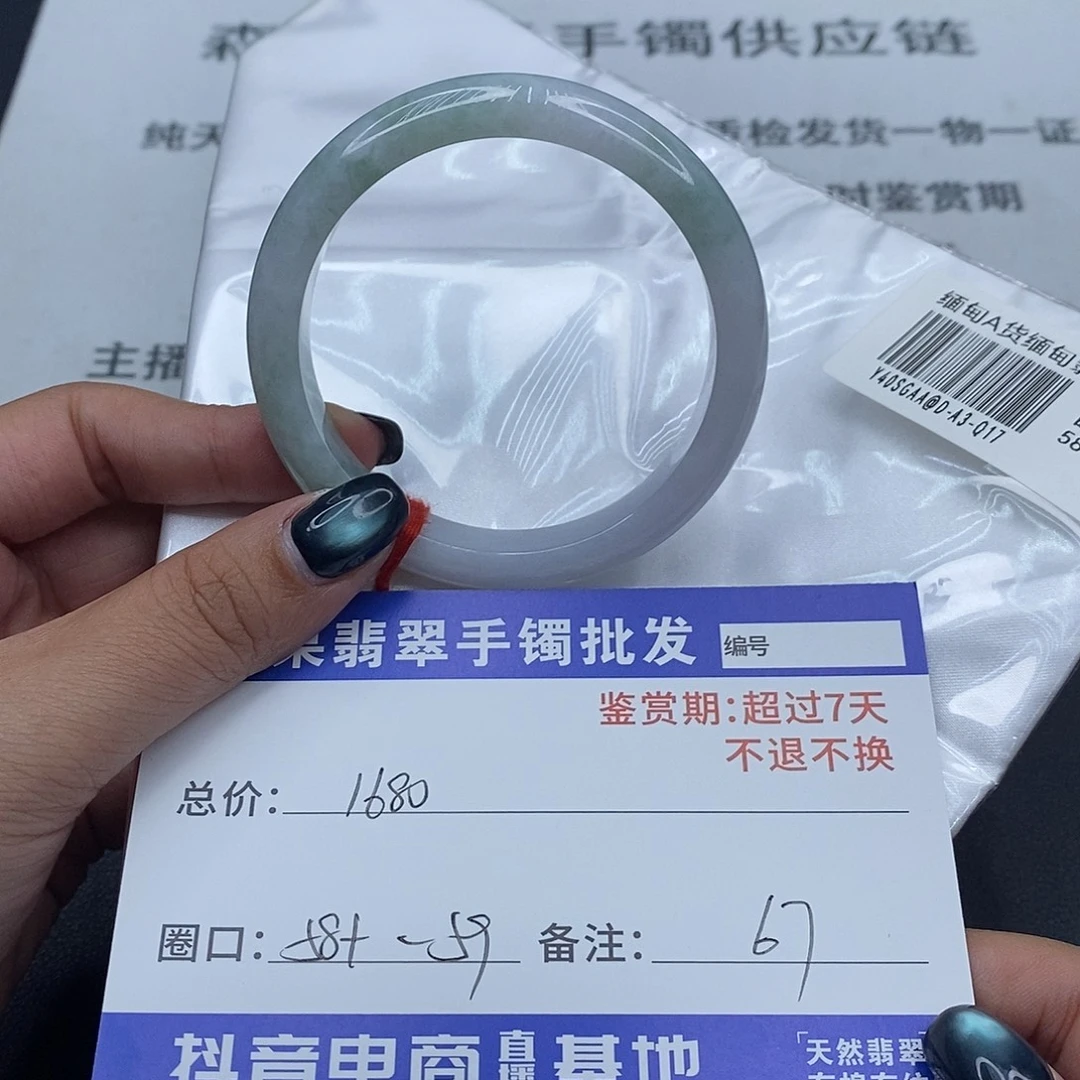 手镯供应链
纯天
质检发货一物一证
时鉴赏期
主播
缅甸A货缅甸
Y40SGAA@D-A3-Q17
58
翡翠手镯批发
编号
鉴赏期:超过7天
不退不换
总价: 1680
圈口: 58+ -59 备注: 67
抖音电商直播基地
「天然翡翠